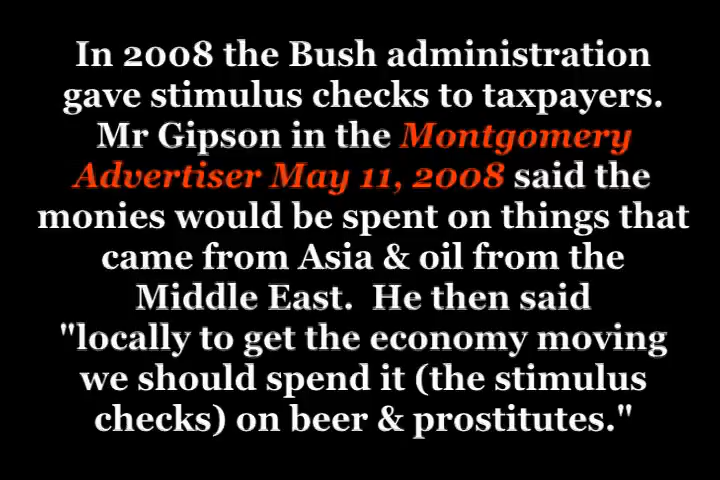 In 2008 the Bush administration
gave stimulus checks to taxpayers.
Mr Gipson in the Montgomery
Advertiser May 11, 2008 said the
monies would be spent on things that
came from Asia & oil from the
Middle East.  He then said
"locally to get the economy moving
we should spend it (the stimulus
checks) on beer & prostitutes."